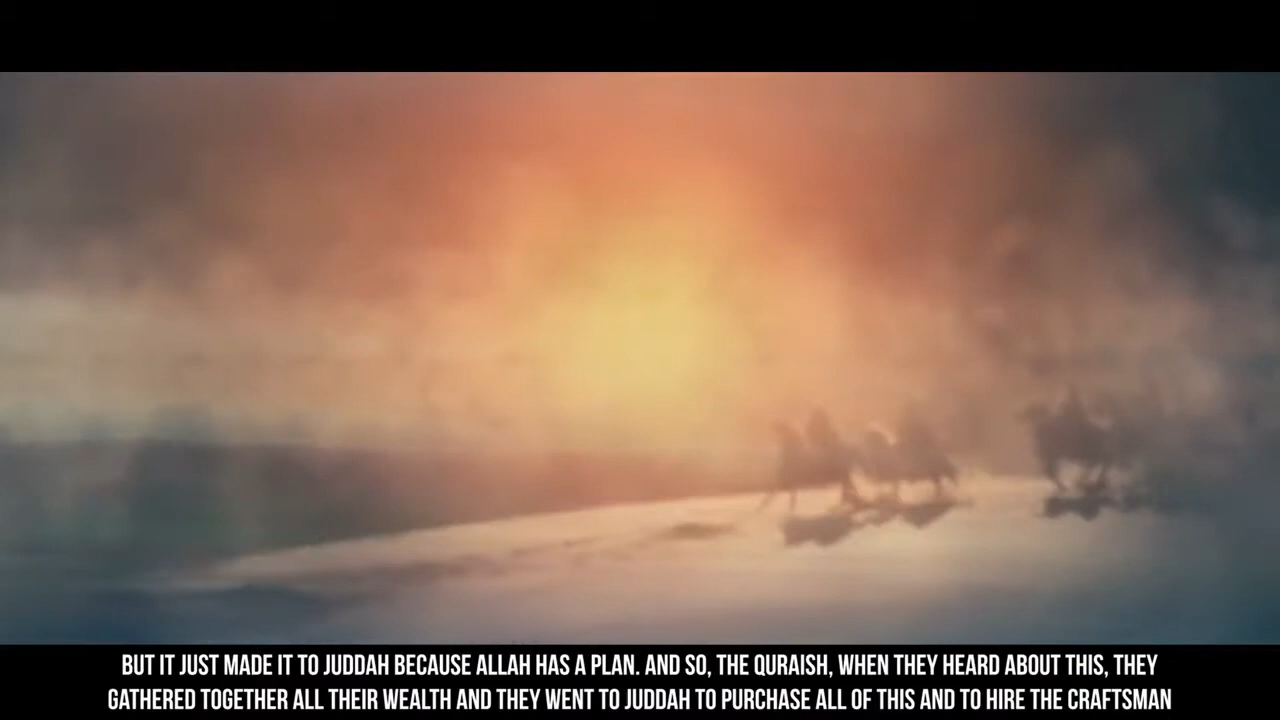 BUT IT JUST MADE IT TO JUDDAH BECAUSE ALLAH HAS A PLAN. AND SO, THE QURAISH, WHEN THEY HEARD ABOUT THIS, THEY
GATHERED TOGETHER ALL THEIR WEALTH AND THEY WENT TO JUDDAH TO PURCHASE ALL OF THIS AND TO HIRE THE CRAFTSMAN